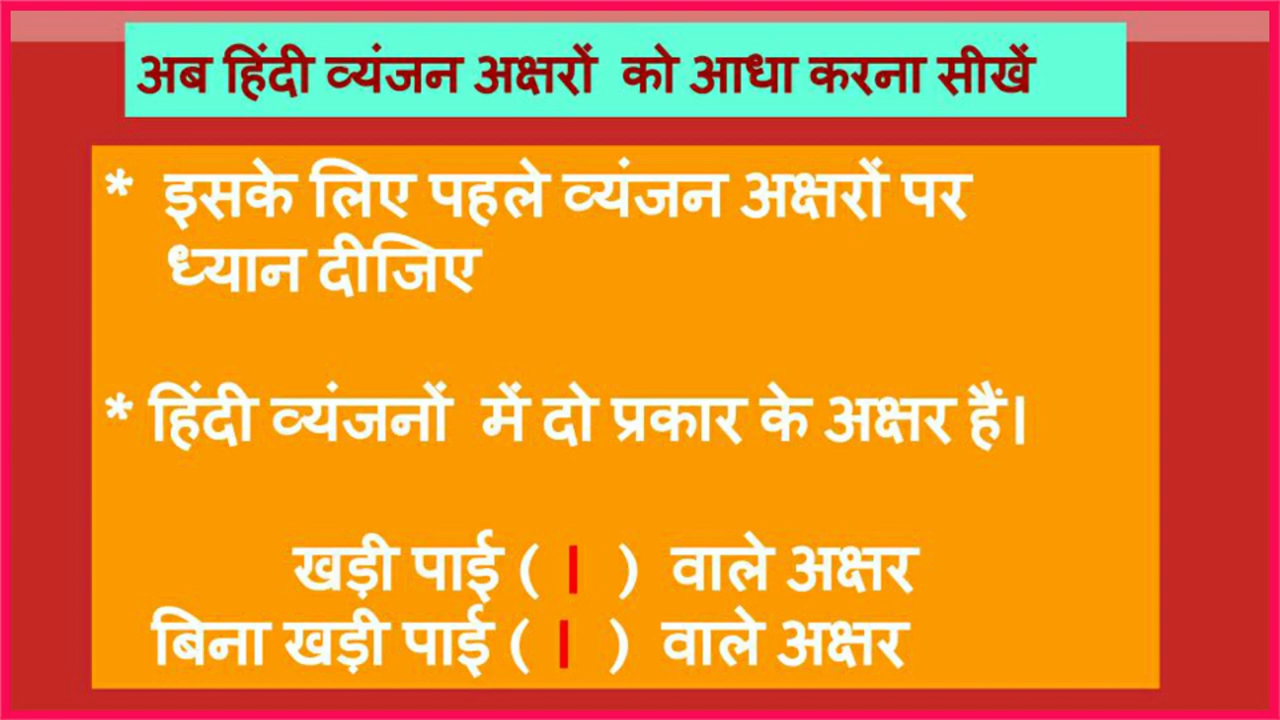 अब हिंदी व्यंजन अक्षरों को आधा करना सीखें
* इसके लिए पहले व्यंजन अक्षरों पर
ध्यान दीजिए
* हिंदी व्यंजनों में दो प्रकार के अक्षर हैं।
खड़ी पाई ( । ) वाले अक्षर
बिना खड़ी पाई ( । ) वाले अक्षर